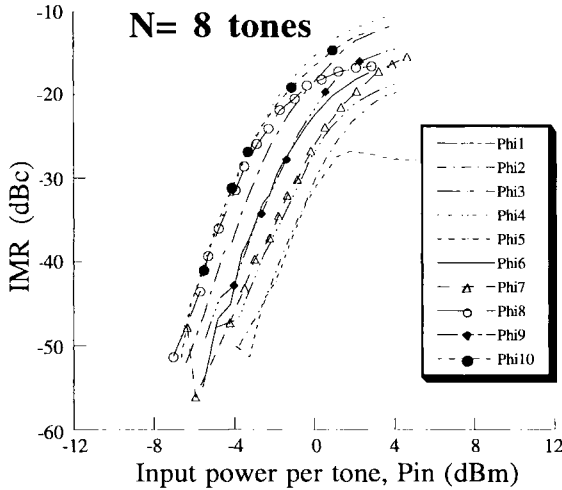 N= 8 tones
-10
-20
-30
-40
-50
-60
IMR (dBc)
-12
-8
-4
0
4
8
12
Input power per tone, Pin (dBm)
Phi1
Phi2
Phi3
Phi4
Phi5
Phi6
Phi7
Phi8
Phi9
Phi10